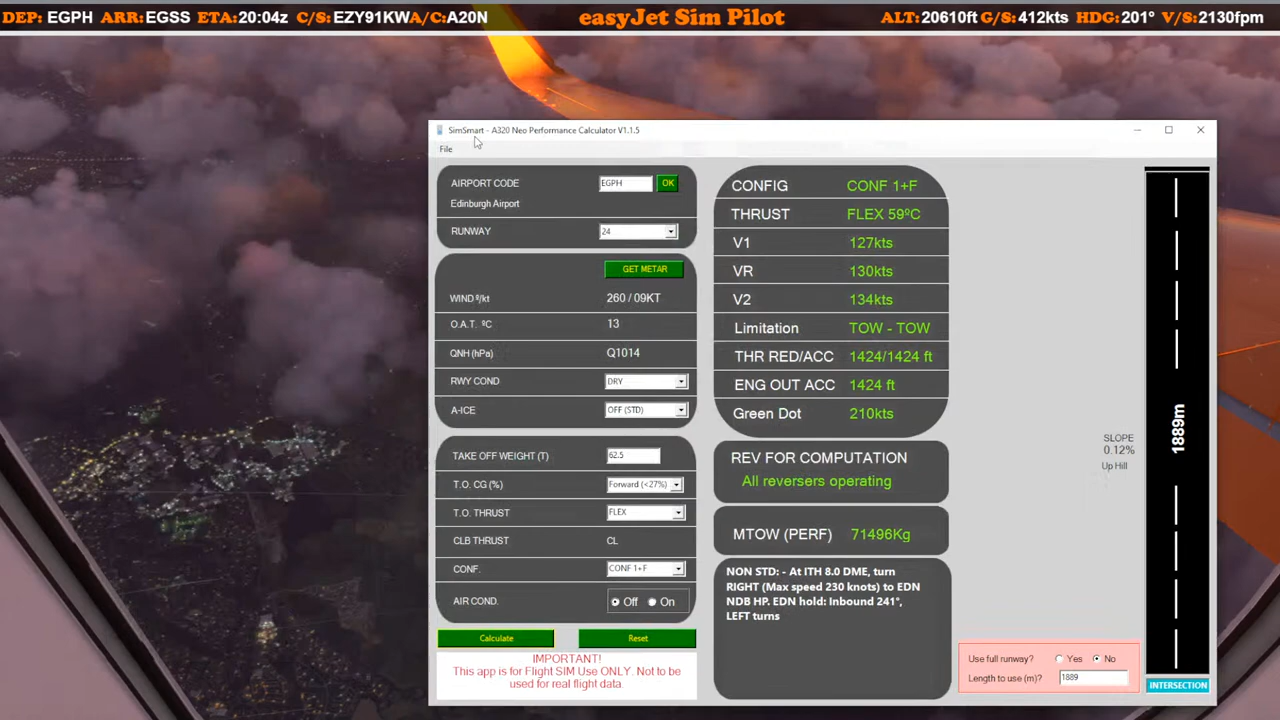 DEP: EGPH ARR: EGSS ETA: 20:04z C/S: EZY91KW A/C: A20N
easyJet Sim Pilot
ALT: 20610ft G/S: 412kts HDG: 201° V/S: 2130fpm
SimSmart - A320 Neo Performance Calculator V1.1.5
File
AIRPORT CODE EGPH OK
Edinburgh Airport
RUNWAY 24
GET METAR
WIND º/kt 260 / 09KT
O.A.T. ºC 13
QNH (hPa) Q1014
RWY COND DRY
A-ICE OFF (STD)
TAKE OFF WEIGHT (T) 62.5
T.O. CG (%) Forward (<27%)
T.O. THRUST FLEX
CLB THRUST CL
CONF. CONF 1+F
AIR COND. Off On
Calculate Reset
IMPORTANT!
This app is for Flight SIM Use ONLY. Not to be
used for real flight data.
CONFIG CONF 1+F
THRUST FLEX 59ºC
V1 127kts
VR 130kts
V2 134kts
Limitation TOW - TOW
THR RED/ACC 1424/1424 ft
ENG OUT ACC 1424 ft
Green Dot 210kts
REV FOR COMPUTATION
All reversers operating
MTOW (PERF) 71496Kg
NON STD: - At ITH 8.0 DME, turn
RIGHT (Max speed 230 knots) to EDN
NDB HP. EDN hold: Inbound 241°,
LEFT turns
SLOPE
0.12%
Up Hill
1889m
Use full runway? Yes No
Length to use (m)? 1889
INTERSECTION